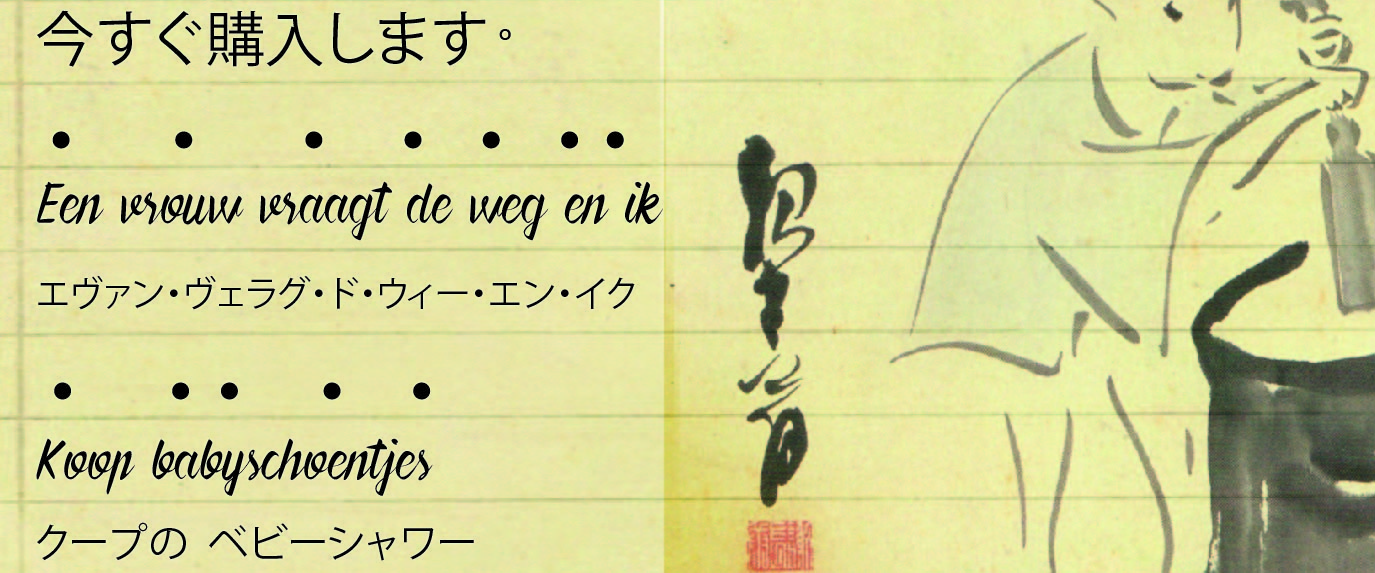 今すぐ購入します。
Een vrouw vraagt de weg en ik
エヴァン・ヴェラグ・ド・ウィー・エン・イク
Koop babyschoentjes
クープの ベビーシャワー